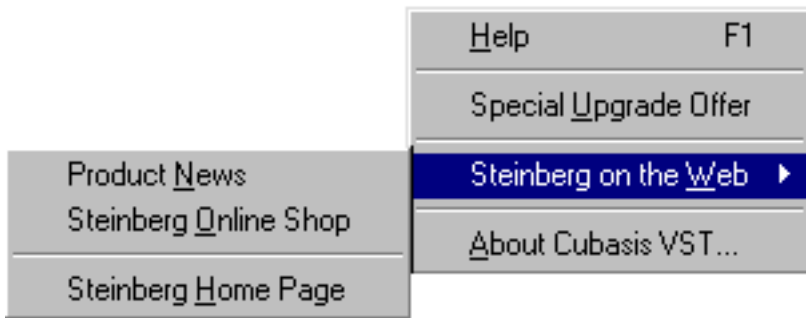 Help F1
Special Upgrade Offer
Steinberg on the Web
About Cubasis VST...
Product News
Steinberg Online Shop
Steinberg Home Page